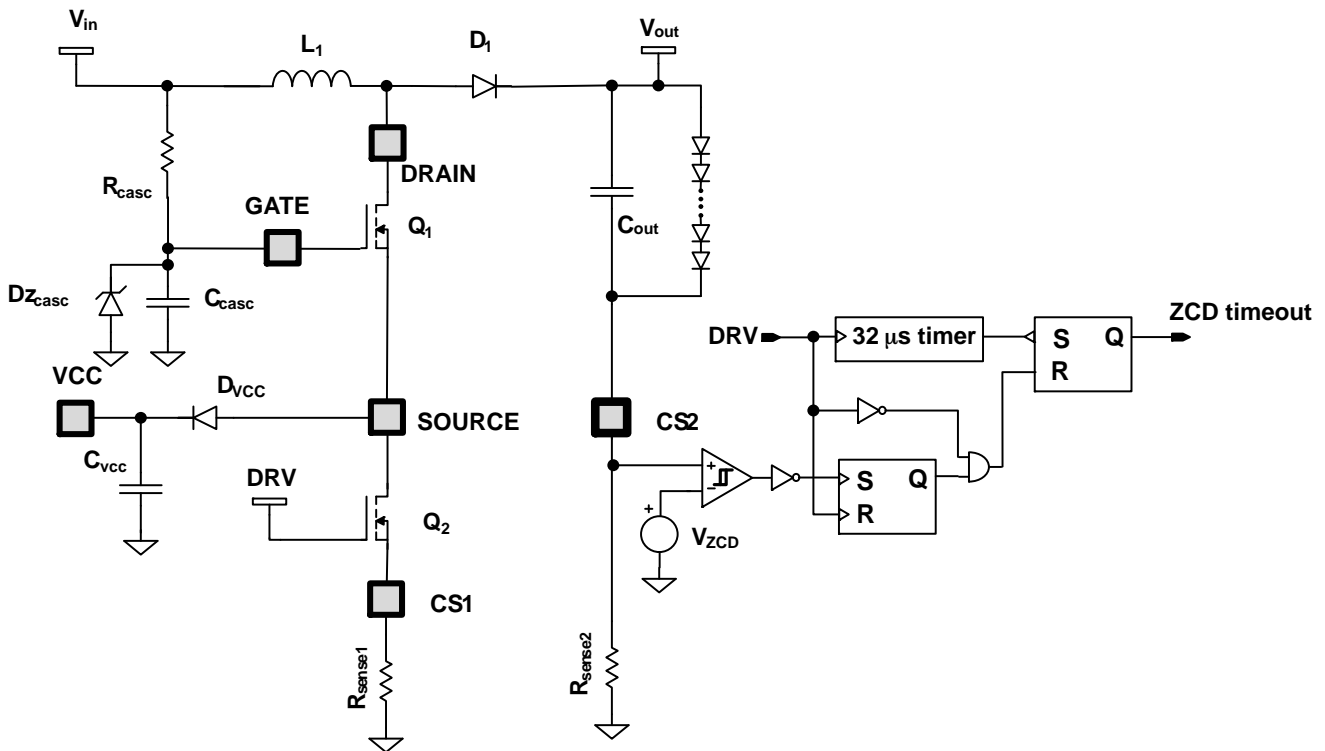 Vin
L1
D1
Vout
DRAIN
Rcasc
GATE
Q1
Cout
Dzcasc
Ccasc
ZCD timeout
DRV
32 μs timer
S
Q
R
VCC
DVCC
SOURCE
CS2
Cvcc
DRV
+
−
S
Q
R
Q2
+
VZCD
CS1
Rsense1
Rsense2